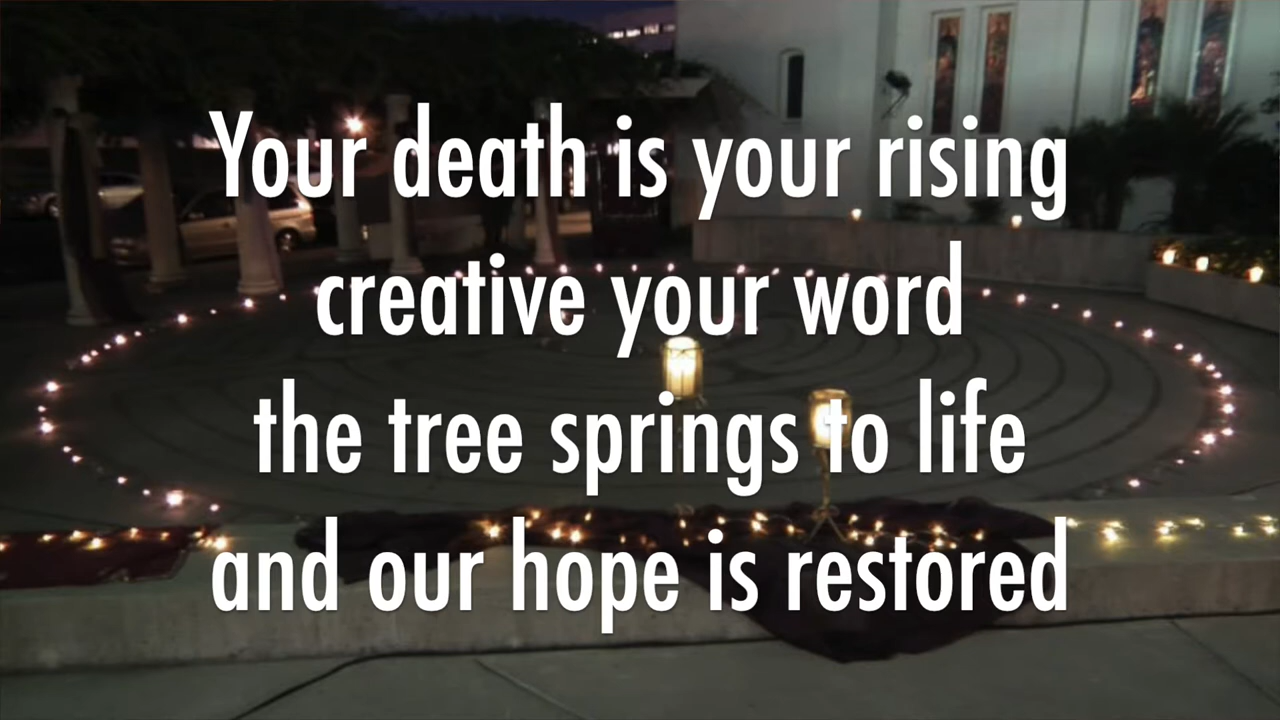 Your death is your rising
creative your word
the tree springs to life
and our hope is restored